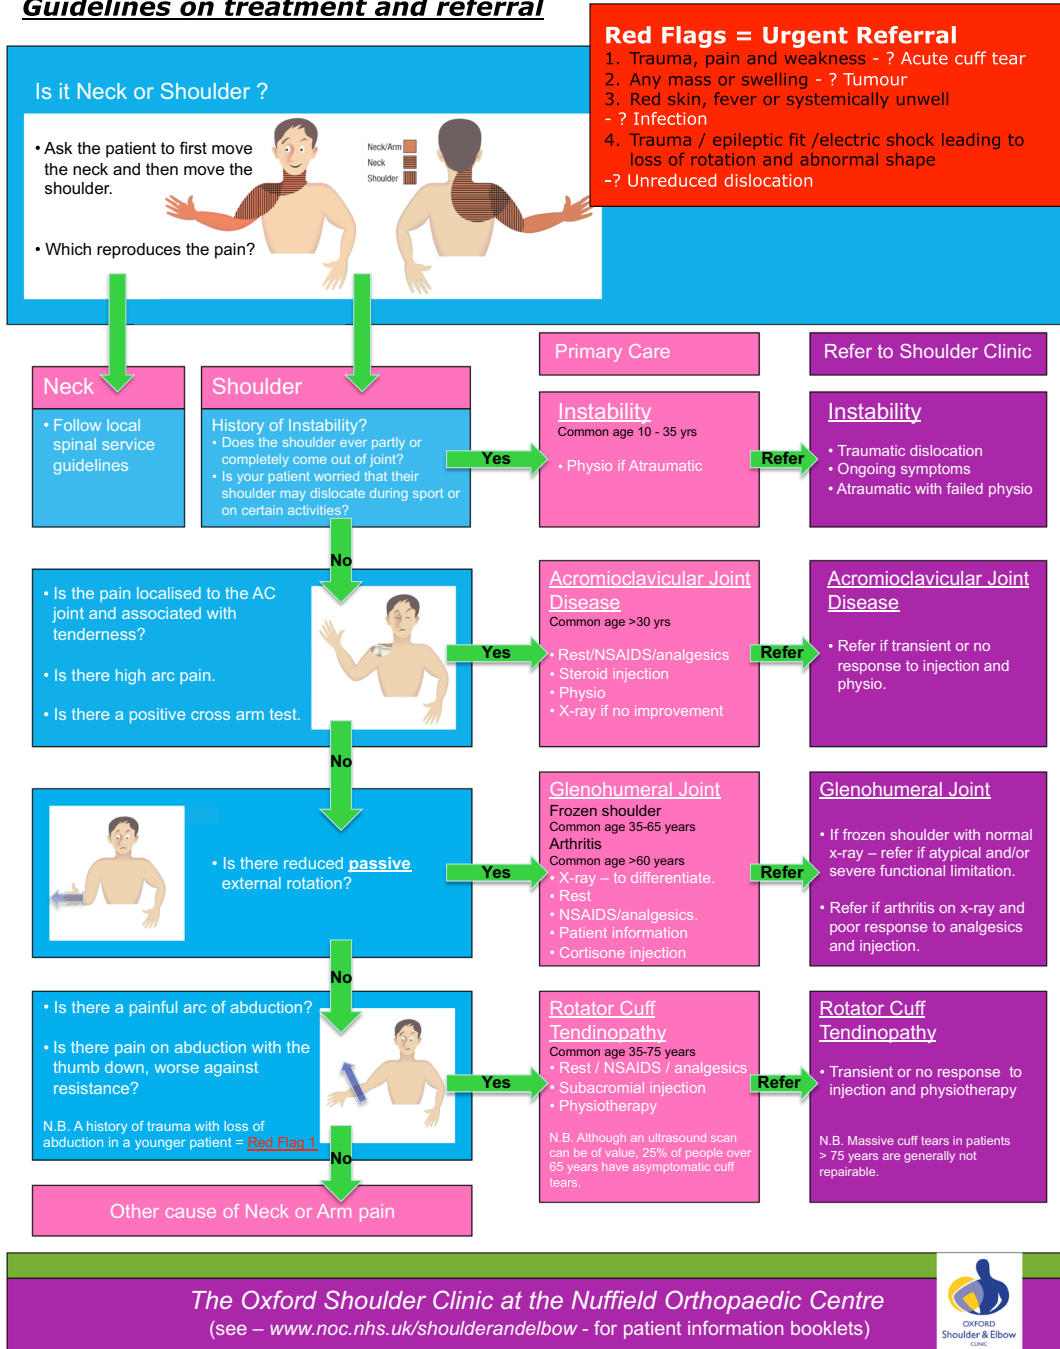 Guidelines on treatment and referral
Red Flags = Urgent Referral
1. Trauma, pain and weakness - ? Acute cuff tear
2. Any mass or swelling - ? Tumour
3. Red skin, fever or systemically unwell
- ? Infection
4. Trauma / epileptic fit /electric shock leading to
loss of rotation and abnormal shape
-? Unreduced dislocation
Is it Neck or Shoulder ?
• Ask the patient to first move
the neck and then move the
shoulder.
• Which reproduces the pain?
Neck/Arm
Neck
Shoulder
Primary Care
Refer to Shoulder Clinic
Neck
• Follow local
spinal service
guidelines
Shoulder
History of Instability?
• Does the shoulder ever partly or
completely come out of joint?
• Is your patient worried that their
shoulder may dislocate during sport or
on certain activities?
Yes
Instability
Common age 10 - 35 yrs
• Physio if Atraumatic
Refer
Instability
• Traumatic dislocation
• Ongoing symptoms
• Atraumatic with failed physio
No
• Is the pain localised to the AC
joint and associated with
tenderness?
• Is there high arc pain.
• Is there a positive cross arm test.
Yes
Acromioclavicular Joint
Disease
Common age >30 yrs
• Rest/NSAIDS/analgesics
• Steroid injection
• Physio
• X-ray if no improvement
Refer
Acromioclavicular Joint
Disease
• Refer if transient or no
response to injection and
physio.
No
• Is there reduced passive
external rotation?
Yes
Glenohumeral Joint
Frozen shoulder
Common age 35-65 years
Arthritis
Common age >60 years
• X-ray – to differentiate.
• Rest
• NSAIDS/analgesics.
• Patient information
• Cortisone injection
Refer
Glenohumeral Joint
• If frozen shoulder with normal
x-ray – refer if atypical and/or
severe functional limitation.
• Refer if arthritis on x-ray and
poor response to analgesics
and injection.
No
• Is there a painful arc of abduction?
• Is there pain on abduction with the
thumb down, worse against
resistance?
N.B. A history of trauma with loss of
abduction in a younger patient = Red Flag 1
Yes
Rotator Cuff
Tendinopathy
Common age 35-75 years
• Rest / NSAIDS / analgesics
• Subacromial injection
• Physiotherapy
N.B. Although an ultrasound scan
can be of value, 25% of people over
65 years have asymptomatic cuff
tears.
Refer
Rotator Cuff
Tendinopathy
• Transient or no response to
injection and physiotherapy
N.B. Massive cuff tears in patients
> 75 years are generally not
repairable.
No
Other cause of Neck or Arm pain
The Oxford Shoulder Clinic at the Nuffield Orthopaedic Centre
(see – www.noc.nhs.uk/shoulderandelbow - for patient information booklets)
OXFORD
Shoulder & Elbow
CLINIC